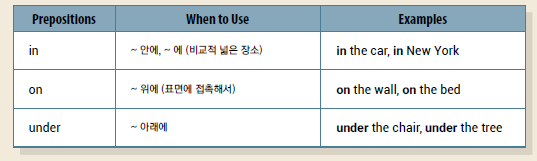 Prepositions When to Use Examples
in ~ 안에, ~ 에 (비교적 넓은 장소) in the car, in New York
on ~ 위에 (표면에 접촉해서) on the wall, on the bed
under ~ 아래에 under the chair, under the tree